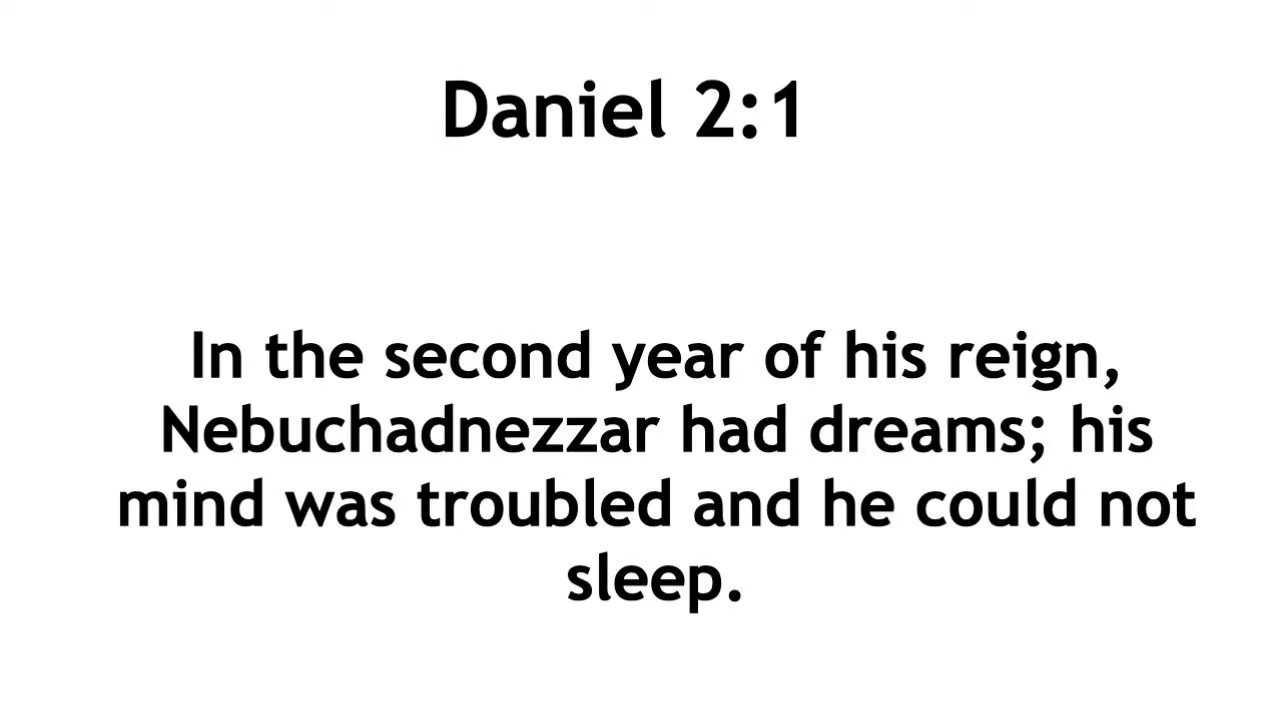 Daniel 2:1
In the second year of his reign,
Nebuchadnezzar had dreams; his
mind was troubled and he could not
sleep.